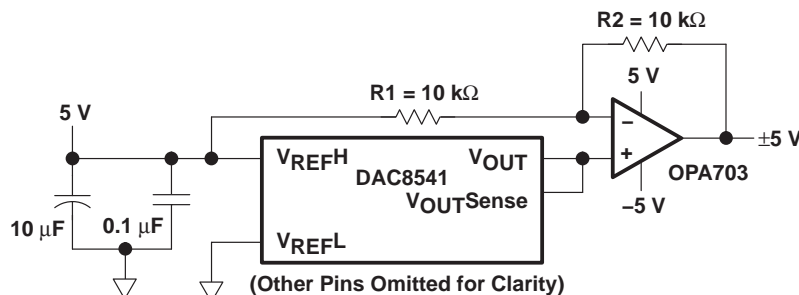 R2 = 10 kΩ
5 V
R1 = 10 kΩ
5 V
–
+
±5 V
OPA703
–5 V
VREFH
VOUT
DAC8541
VOUTSense
VREFL
10 µF
0.1 µF
(Other Pins Omitted for Clarity)